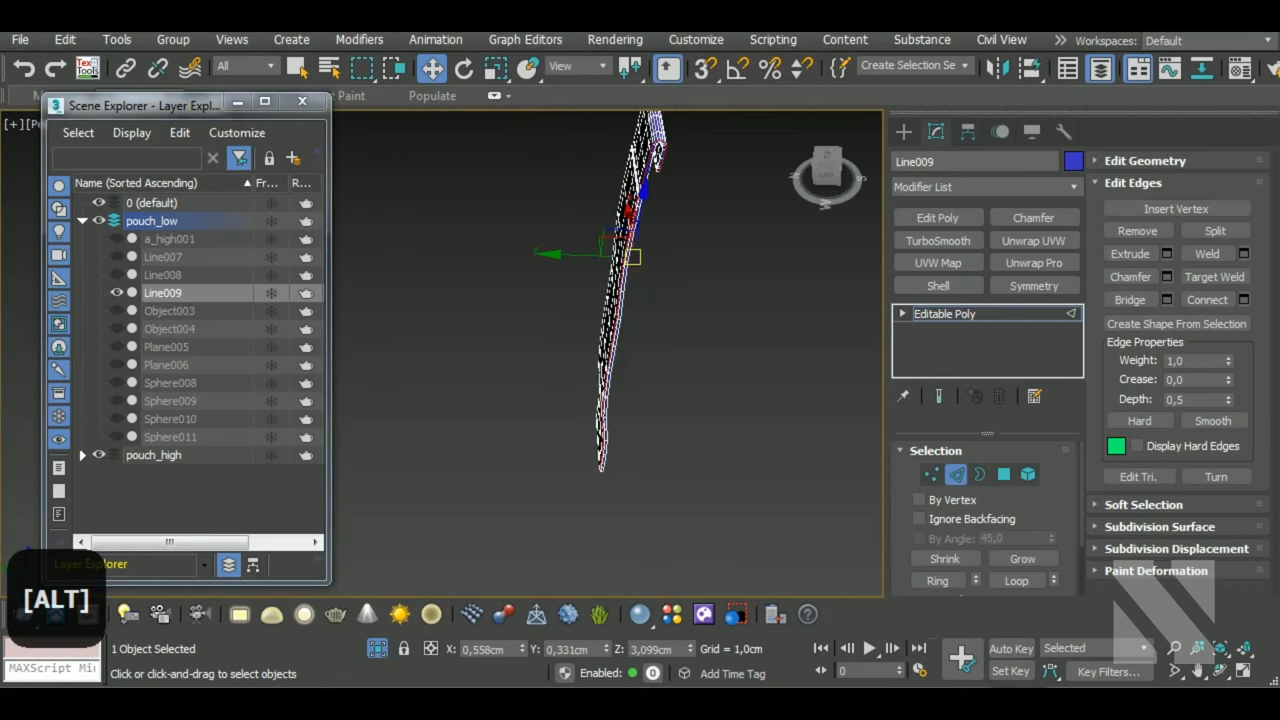 File Edit Tools Group Views Create Modifiers Animation Graph Editors Rendering Customize Scripting Content Substance Civil View Workspaces: Default
All View Create Selection Se
Paint Populate
Scene Explorer - Layer Expl...
Select Display Edit Customize
Name (Sorted Ascending) Fr... R...
0 (default)
pouch_low
a_high001
Line007
Line008
Line009
Object003
Object004
Plane005
Plane006
Sphere008
Sphere009
Sphere010
Sphere011
pouch_high
Layer Explorer
[ALT]
Line009
Modifier List
Edit Poly Chamfer
TurboSmooth Unwrap UVW
UVW Map Unwrap Pro
Shell Symmetry
Editable Poly
Selection
By Vertex
Ignore Backfacing
By Angle: 45,0
Shrink Grow
Ring Loop
Edit Geometry
Edit Edges
Insert Vertex
Remove Split
Extrude Weld
Chamfer Target Weld
Bridge Connect
Create Shape From Selection
Edge Properties
Weight: 1,0
Crease: 0,0
Depth: 0,5
Hard Smooth
Display Hard Edges
Edit Tri. Turn
Soft Selection
Subdivision Surface
Subdivision Displacement
Paint Deformation
1 Object Selected X: 0,558cm Y: 0,331cm Z: 3,099cm Grid = 1,0cm Auto Key Selected
MAXScript Mi Click or click-and-drag to select objects Enabled: 0 Add Time Tag 0 Set Key Key Filters...